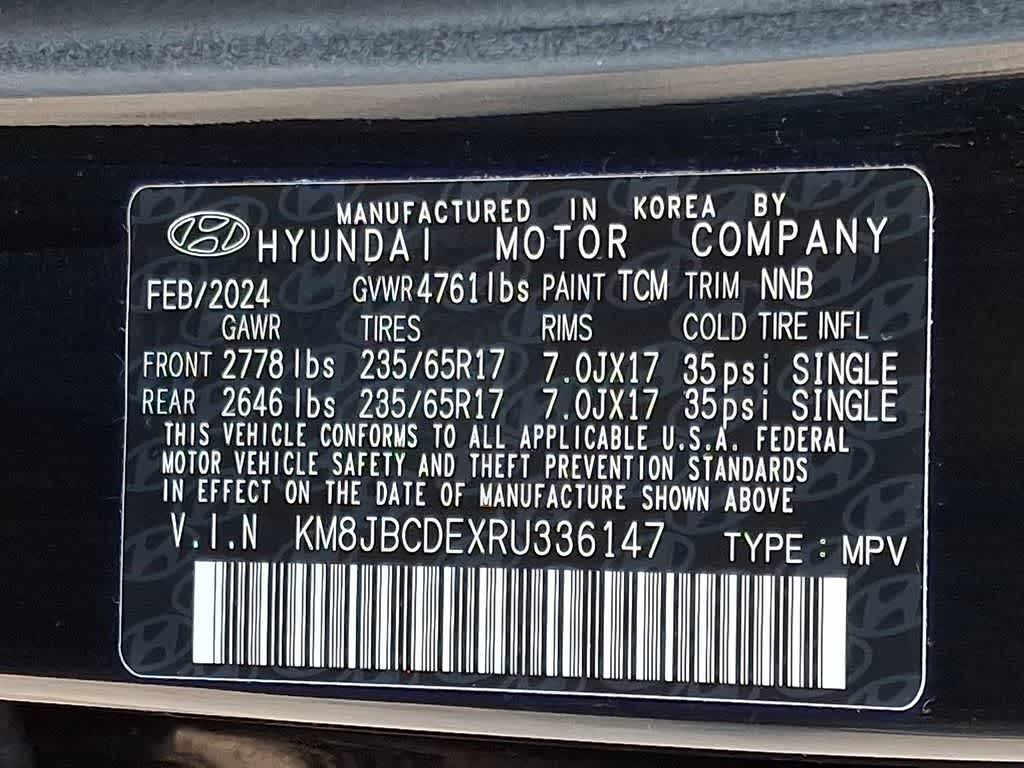 MANUFACTURED IN KOREA BY
HYUNDAI MOTOR COMPANY
FEB/2024 GVWR 4761lbs PAINT TCM TRIM NNB
GAWR TIRES RIMS COLD TIRE INFL
FRONT 2778 lbs 235/65R17 7.0JX17 35psi SINGLE
REAR 2646 lbs 235/65R17 7.0JX17 35psi SINGLE
THIS VEHICLE CONFORMS TO ALL APPLICABLE U.S.A. FEDERAL
MOTOR VEHICLE SAFETY AND THEFT PREVENTION STANDARDS
IN EFFECT ON THE DATE OF MANUFACTURE SHOWN ABOVE
V.I.N KM8JBCDEXRU336147 TYPE : MPV